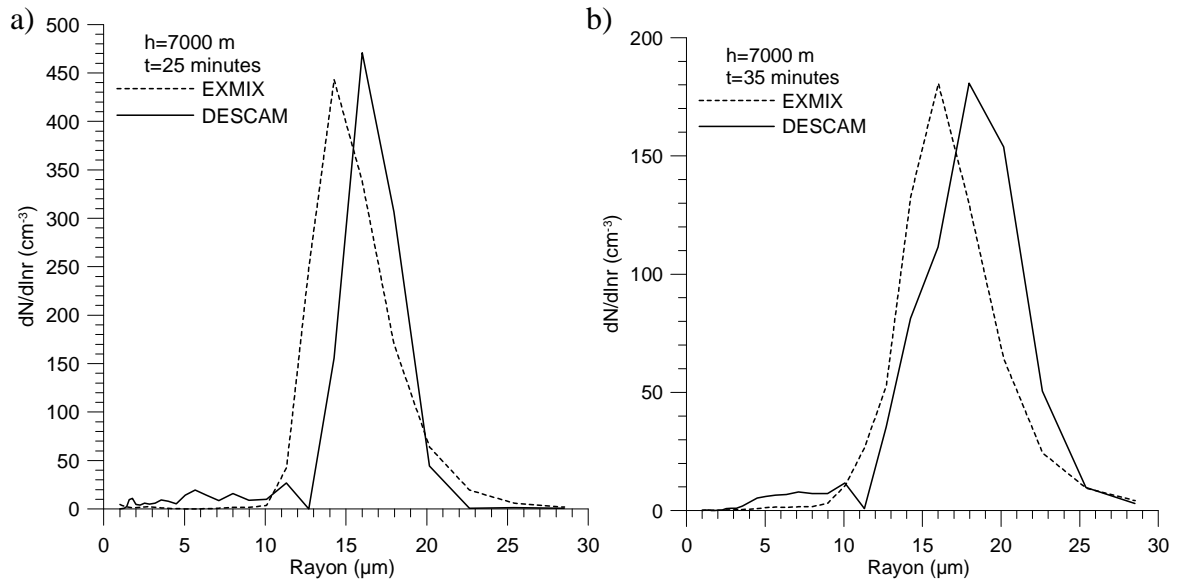 a)
h=7000 m
t=25 minutes
EXMIX
DESCAM
dN/dlnr (cm-3)
500
450
400
350
300
250
200
150
100
50
0
0 5 10 15 20 25 30
Rayon (µm)
b)
h=7000 m
t=35 minutes
EXMIX
DESCAM
dN/dlnr (cm-3)
200
150
100
50
0
0 5 10 15 20 25 30
Rayon (µm)